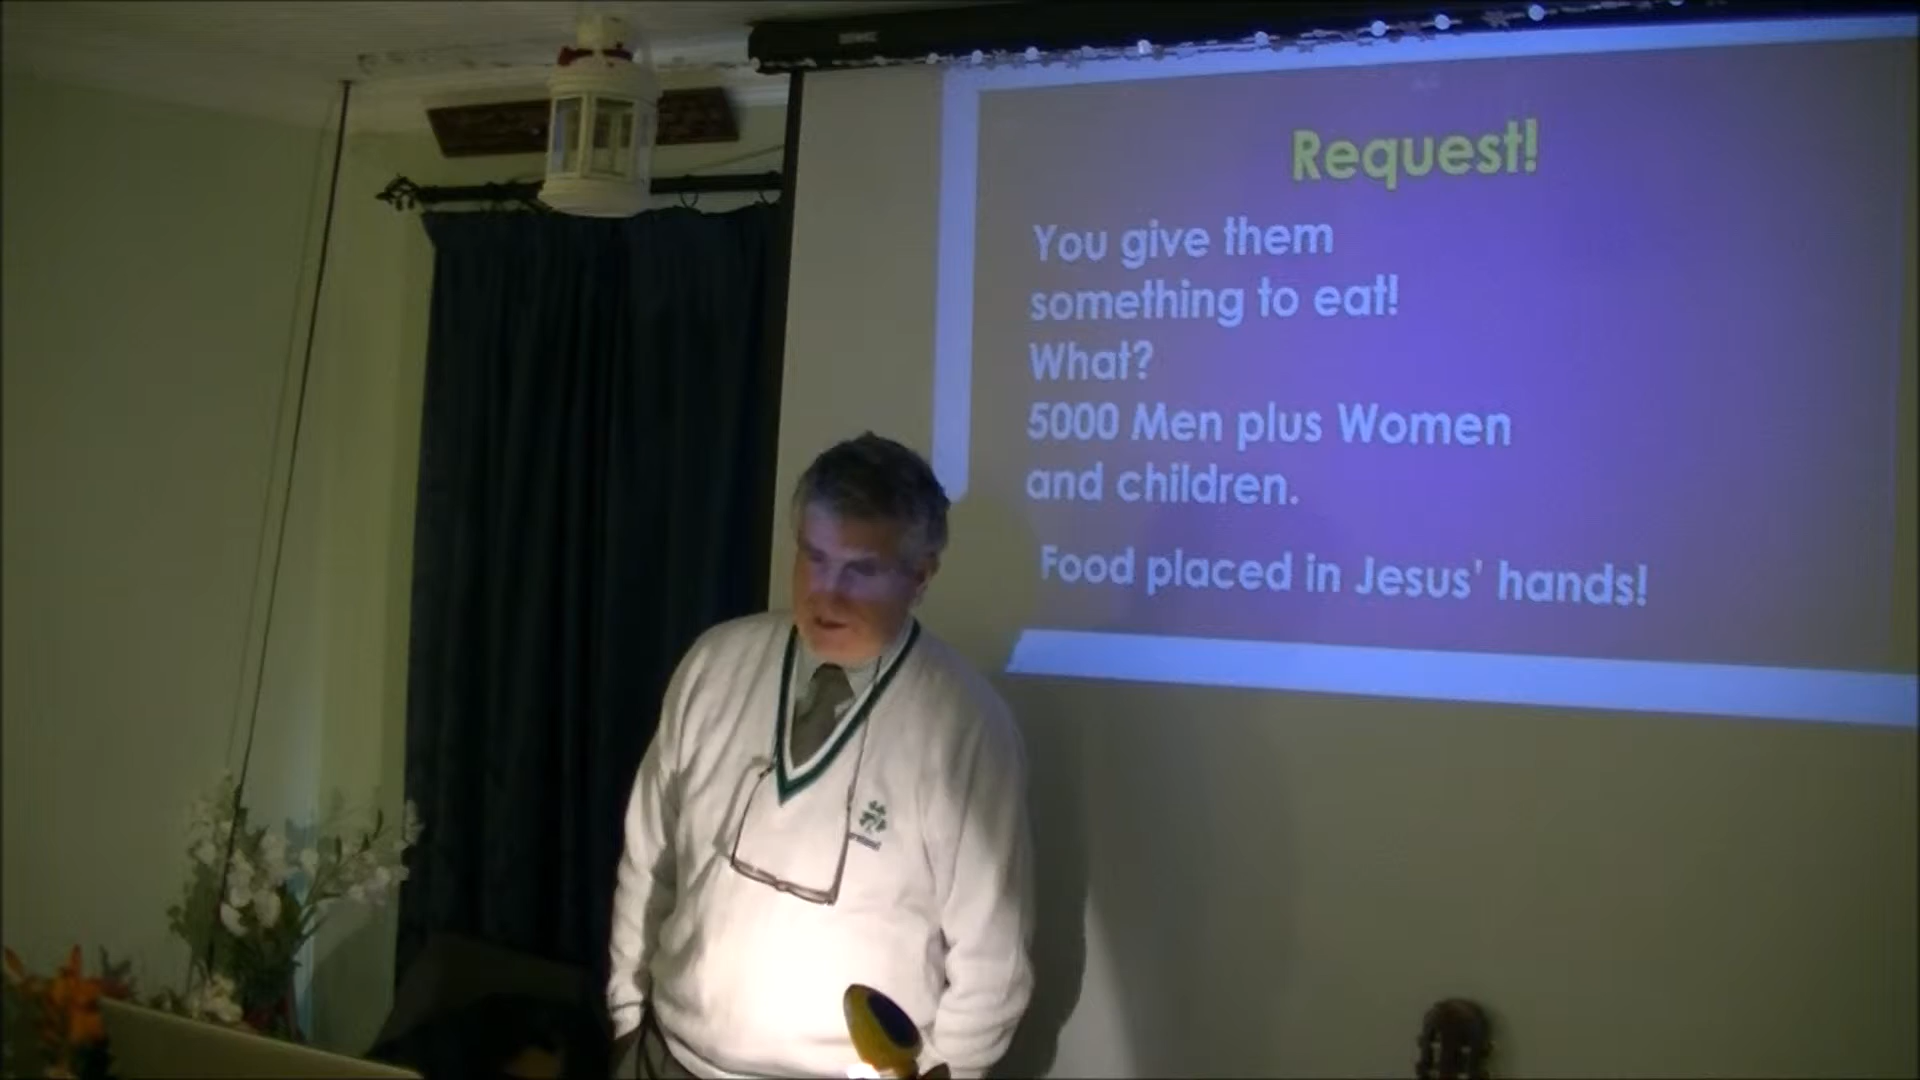 Request!
You give them
something to eat!
What?
5000 Men plus Women
and children.
Food placed in Jesus' hands!